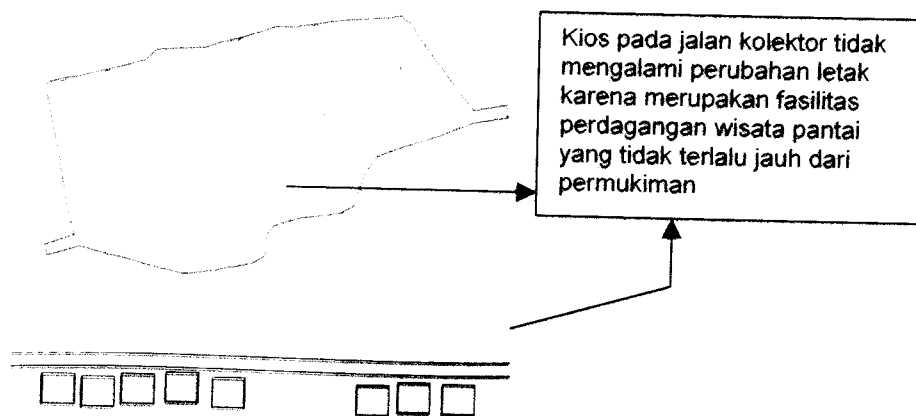 Kios pada jalan kolektor tidak
mengalami perubahan letak
karena merupakan fasilitas
perdagangan wisata pantai
yang tidak terlalu jauh dari
permukiman